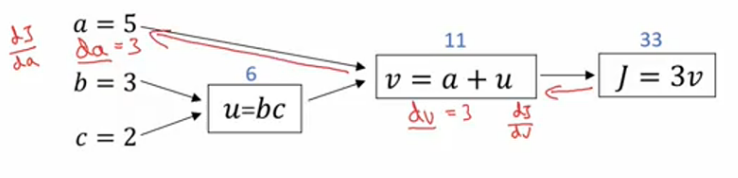 dJ/da
a = 5
da = 3
b = 3
c = 2
6
u=bc
11
v = a + u
dv = 3
dJ/dv
33
J = 3v